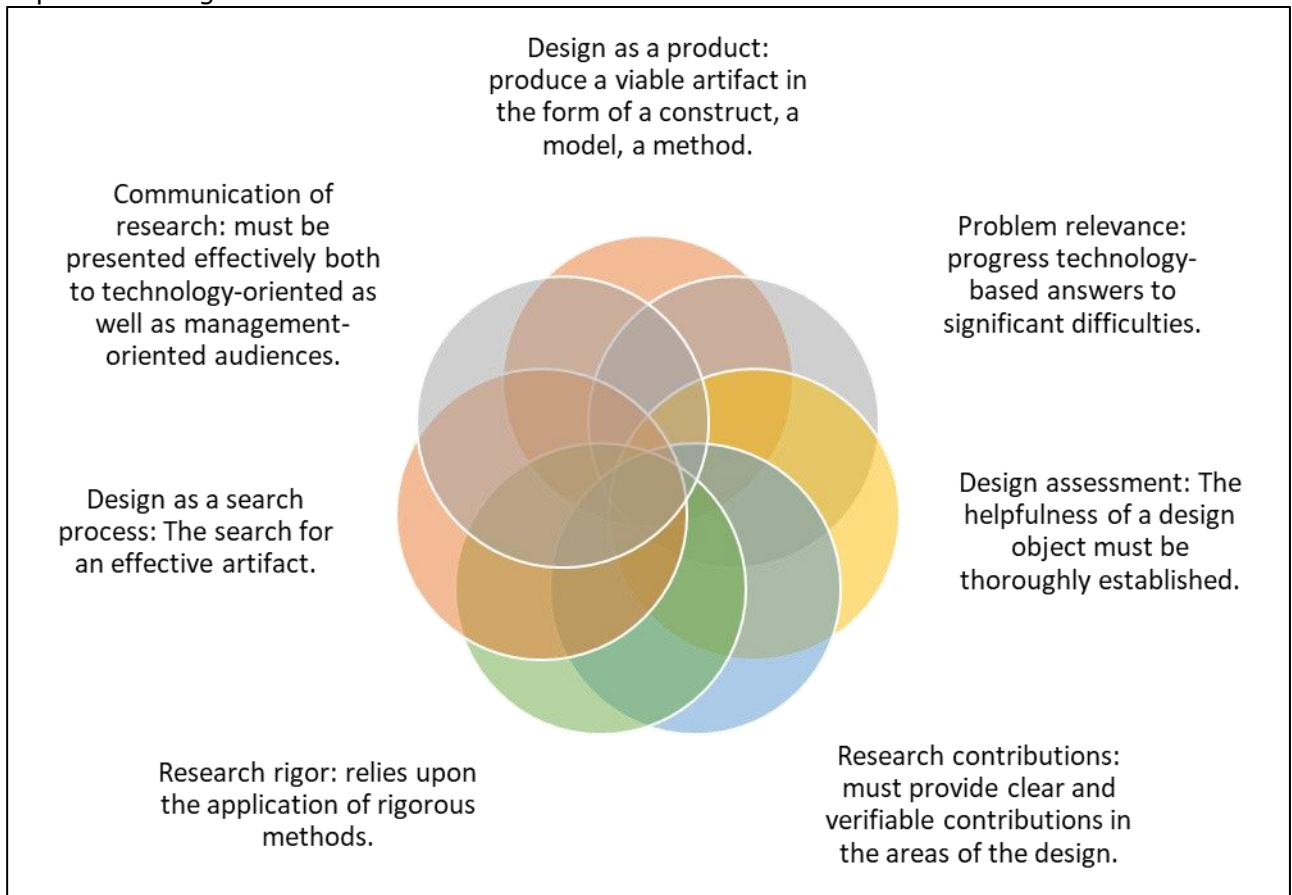 Design as a product:
produce a viable artifact in
the form of a construct, a
model, a method.
Problem relevance:
progress technology-
based answers to
significant difficulties.
Design assessment: The
helpfulness of a design
object must be
thoroughly established.
Research contributions:
must provide clear and
verifiable contributions in
the areas of the design.
Research rigor: relies upon
the application of rigorous
methods.
Design as a search
process: The search for
an effective artifact.
Communication of
research: must be
presented effectively both
to technology-oriented as
well as management-
oriented audiences.